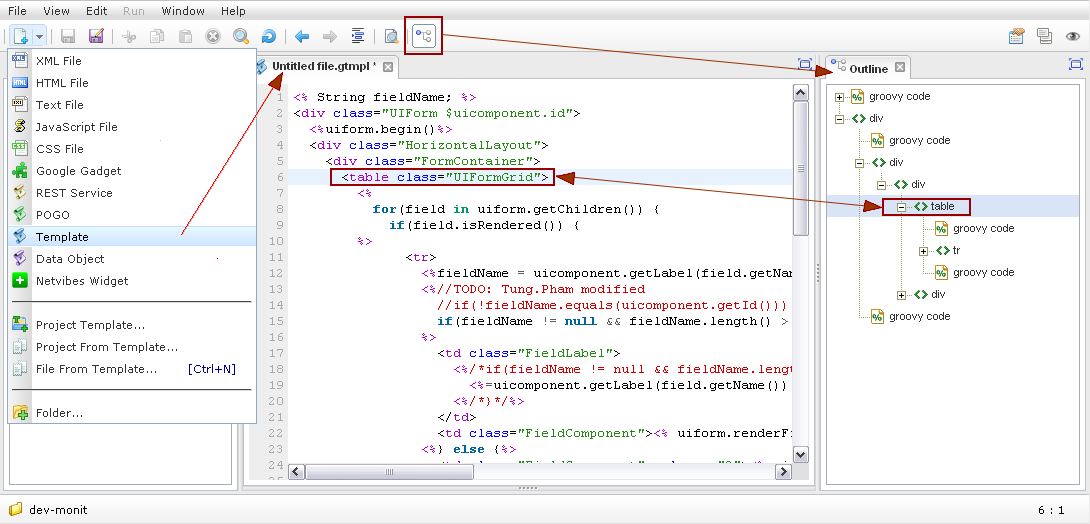 File View Edit Run Window Help
XML File
HTML File
Text File
JavaScript File
CSS File
Google Gadget
REST Service
POGO
Template
Data Object
Netvibes Widget
Project Template...
Project From Template...
File From Template... [Ctrl+N]
Folder...
Untitled file.gtmpl *
1 <% String fieldName; %>
2 <div class="UIForm $uicomponent.id">
3 <%uiform.begin()%>
4 <div class="HorizontalLayout">
5 <div class="FormContainer">
6 <table class="UIFormGrid">
7 <%
8 for(field in uiform.getChildren()) {
9 if(field.isRendered()) {
10 %>
11 <tr>
12 <%fieldName = uicomponent.getLabel(field.getNam
13 <%//TODO: Tung.Pham modified
14 //if(!fieldName.equals(uicomponent.getId()))
15 if(fieldName != null && fieldName.length() >
16 %>
17 <td class="FieldLabel">
18 <%/*if(fieldName != null && fieldName.leng
19 <%=uicomponent.getLabel(field.getName())
20 <%/*}*/%>
21 </td>
22 <td class="FieldComponent"><% uiform.renderF
23 <%} else {%>
24
25
Outline
groovy code
div
groovy code
div
div
table
groovy code
tr
groovy code
div
groovy code
dev-monit
6 : 1